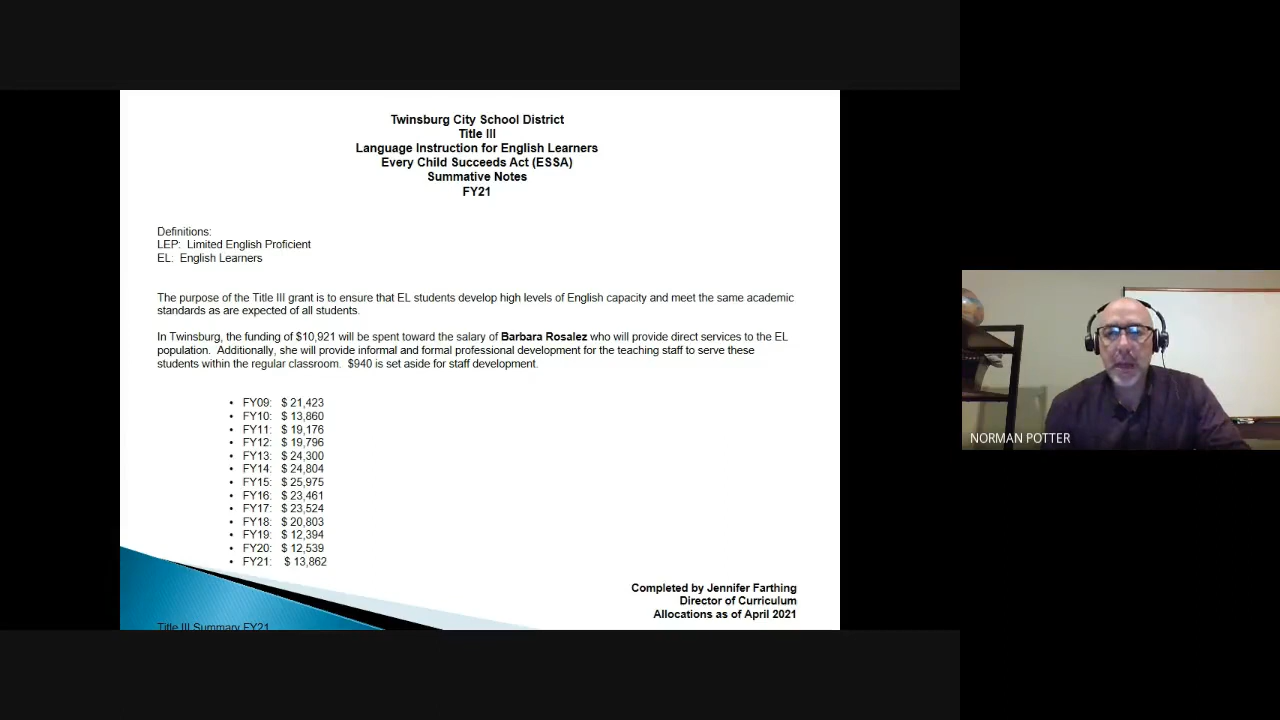 Twinsburg City School District
Title III
Language Instruction for English Learners
Every Child Succeeds Act (ESSA)
Summative Notes
FY21
Definitions:
LEP: Limited English Proficient
EL: English Learners
The purpose of the Title III grant is to ensure that EL students develop high levels of English capacity and meet the same academic
standards as are expected of all students.
In Twinsburg, the funding of $10,921 will be spent toward the salary of Barbara Rosalez who will provide direct services to the EL
population. Additionally, she will provide informal and formal professional development for the teaching staff to serve these
students within the regular classroom. $940 is set aside for staff development.
• FY09: $ 21,423
• FY10: $ 13,860
• FY11: $ 19,176
• FY12: $ 19,796
• FY13: $ 24,300
• FY14: $ 24,804
• FY15: $ 25,975
• FY16: $ 23,461
• FY17: $ 23,524
• FY18: $ 20,803
• FY19: $ 12,394
• FY20: $ 12,539
• FY21: $ 13,862
Completed by Jennifer Farthing
Director of Curriculum
Allocations as of April 2021
Title III Summary FY21
NORMAN POTTER